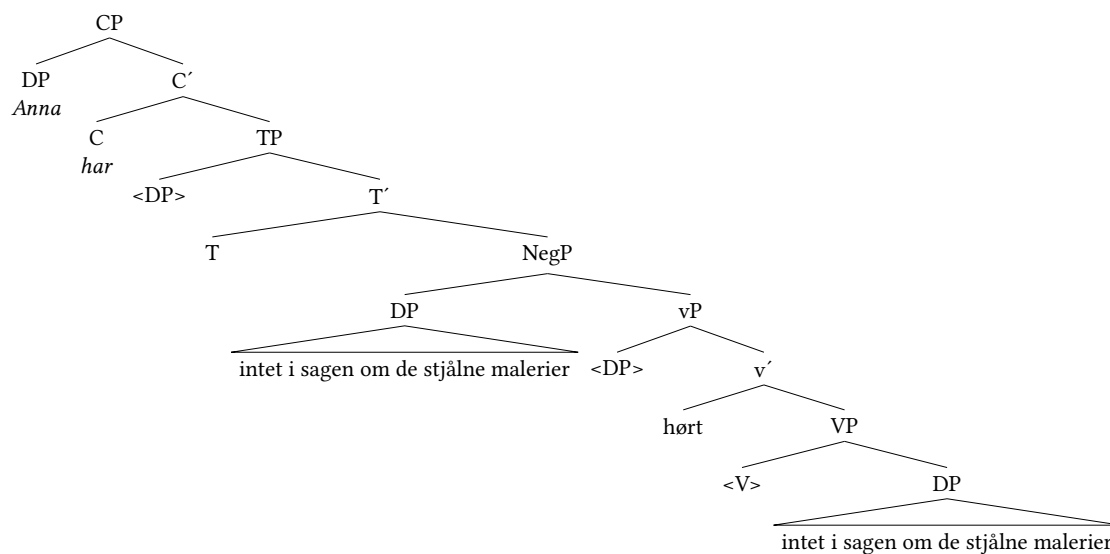 CP
DP
C´
Anna
C
TP
har
<DP>
T´
T
NegP
DP
vP
intet i sagen om de stjålne malerier
<DP>
v´
hørt
VP
<V>
DP
intet i sagen om de stjålne malerier